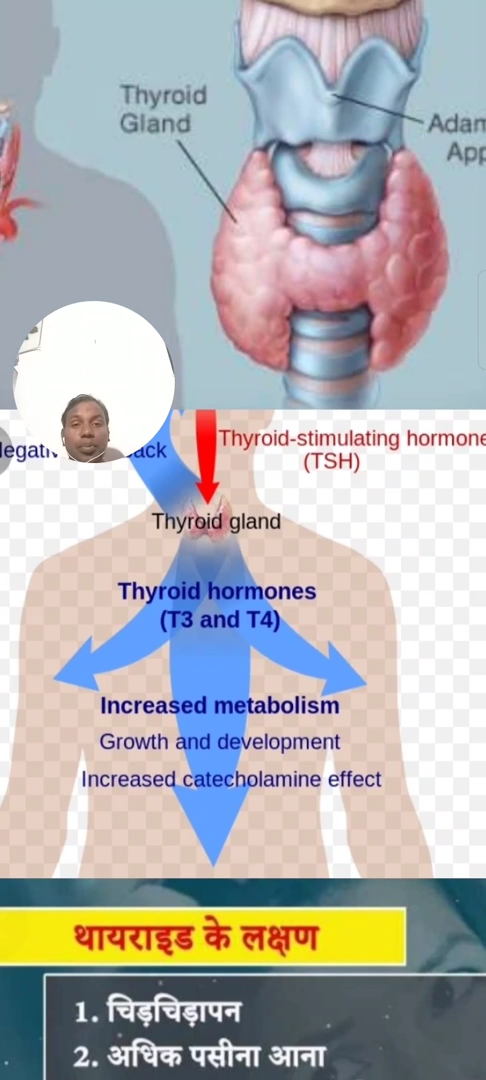 Thyroid
Gland
Thyroid-stimulating hormone
(TSH)
Thyroid gland
Thyroid hormones
(T3 and T4)
Increased metabolism
Growth and development
Increased catecholamine effect
थायराइड के लक्षण
1. चिड़चिड़ापन
2. अधिक पसीना आना